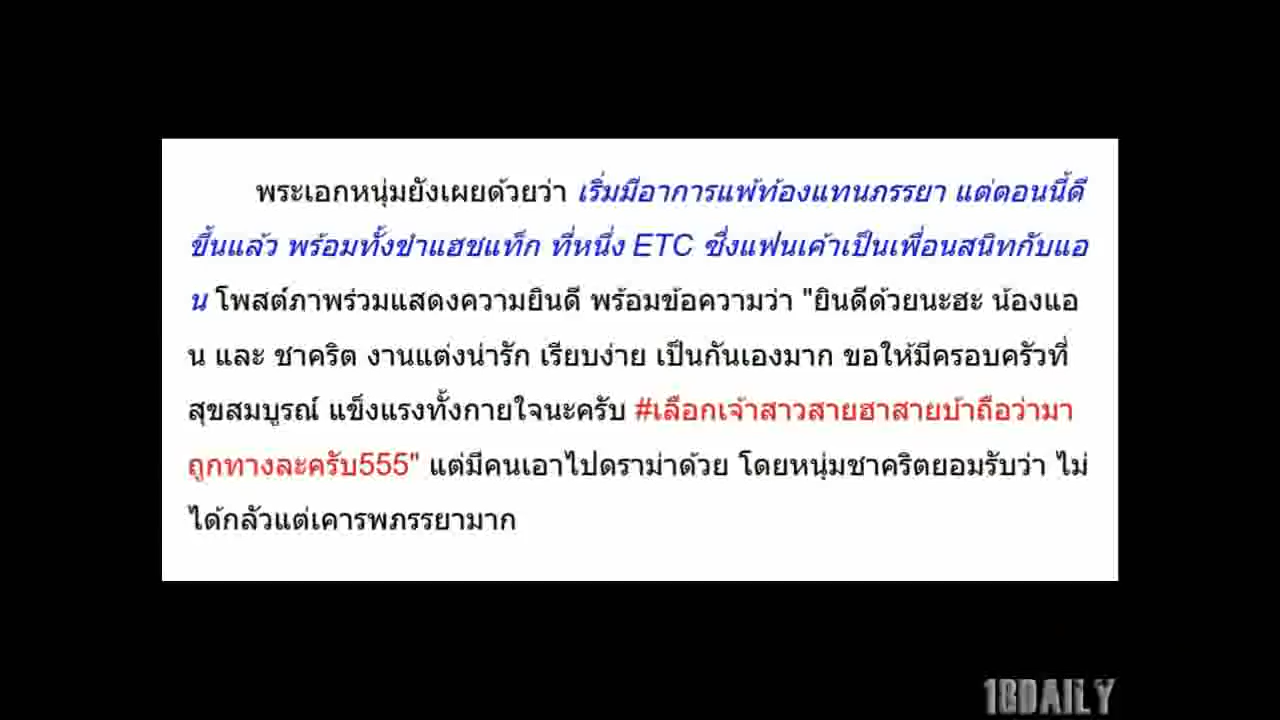 พระเอกหนุ่มยังเผยด้วยว่า เริ่มมีอาการแพ้ท้องแทนภรรยา แต่ตอนนี้ดี
ขึ้นแล้ว พร้อมทั้งขำแฮชแท็ก ที่หนึ่ง ETC ซึ่งแฟนเค้าเป็นเพื่อนสนิทกับแอ
น โพสต์ภาพร่วมแสดงความยินดี พร้อมข้อความว่า "ยินดีด้วยนะฮะ น้องแอ
น และ ชาคริต งานแต่งน่ารัก เรียบง่าย เป็นกันเองมาก ขอให้มีครอบครัวที่
สุขสมบูรณ์ แข็งแรงทั้งกายใจนะครับ #เลือกเจ้าสาวสายฮาสายบ้าถือว่ามา
ถูกทางละครับ555" แต่มีคนเอาไปดราม่าด้วย โดยหนุ่มชาคริตยอมรับว่า ไม่
ได้กลัวแต่เคารพภรรยามาก
18DAILY